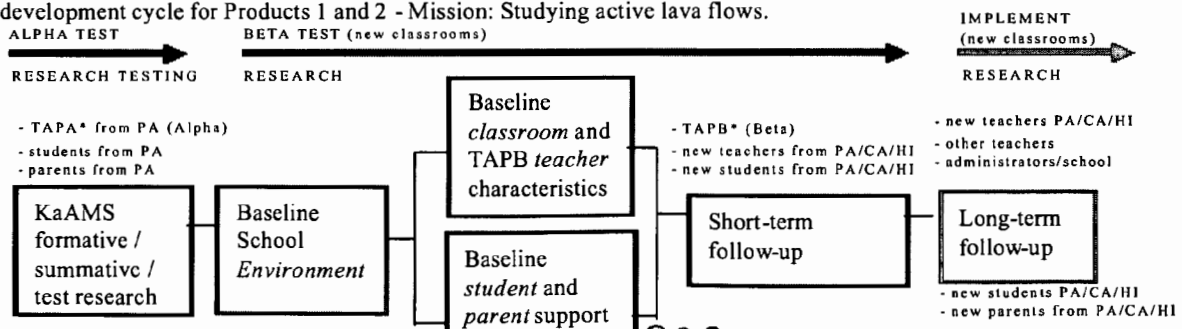 development cycle for Products 1 and 2 - Mission: Studying active lava flows.
ALPHA TEST
BETA TEST (new classrooms)
IMPLEMENT
(new classrooms)
RESEARCH TESTING
RESEARCH
RESEARCH
- TAPA* from PA (Alpha)
- students from PA
- parents from PA
KaAMS
formative /
summative /
test research
Baseline
School
Environment
Baseline
classroom and
TAPB teacher
characteristics
Baseline
student and
parent support
- TAPB* (Beta)
- new teachers from PA/CA/HI
- new students from PA/CA/HI
Short-term
follow-up
- new teachers PA/CA/HI
- other teachers
- administrators/school
Long-term
follow-up
- new students PA/CA/HI
- new parents from PA/CA/HI